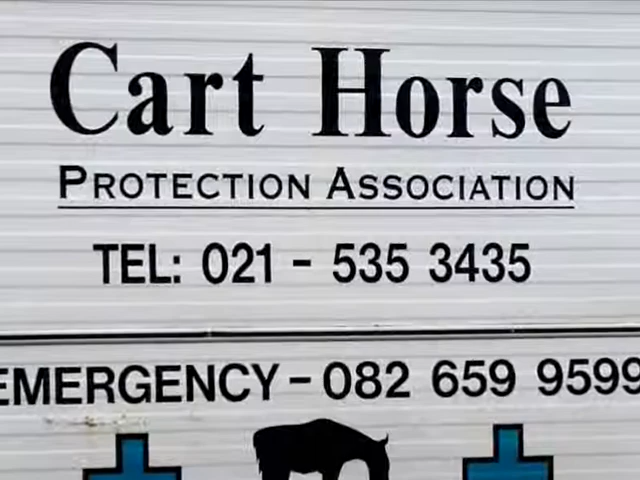 Cart Horse
PROTECTION ASSOCIATION
TEL: 021 - 535 3435
EMERGENCY - 082 659 9599